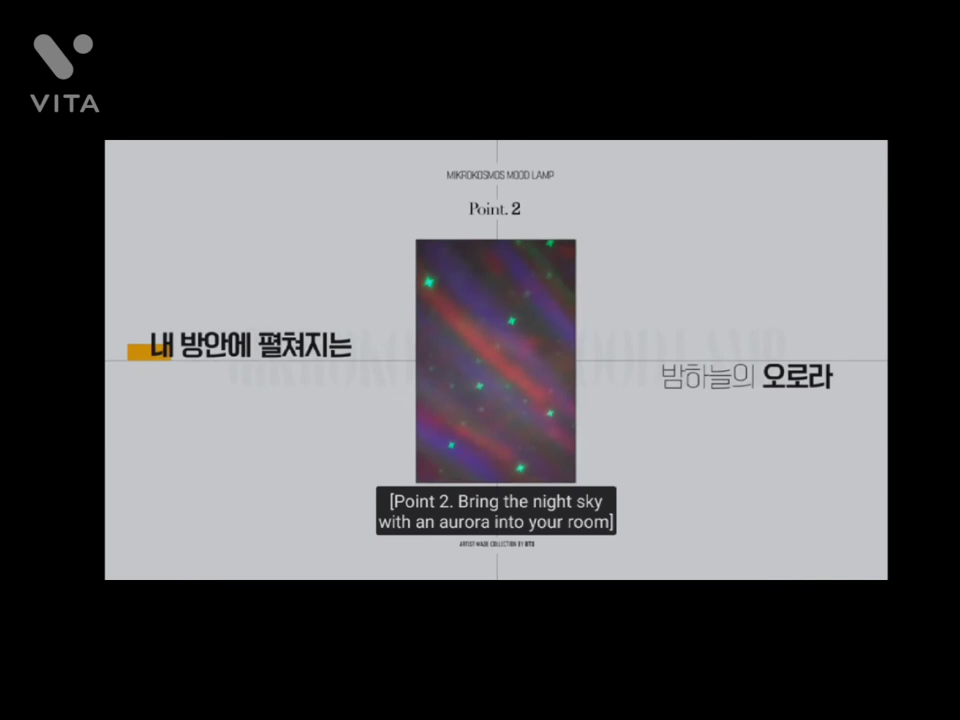 VITA
MIKROKOSMOS MOOD LAMP
Point. 2
내 방안에 펼쳐지는
밤하늘의 오로라
[Point 2. Bring the night sky
with an aurora into your room]
ARTIST-MADE COLLECTION BY BTS